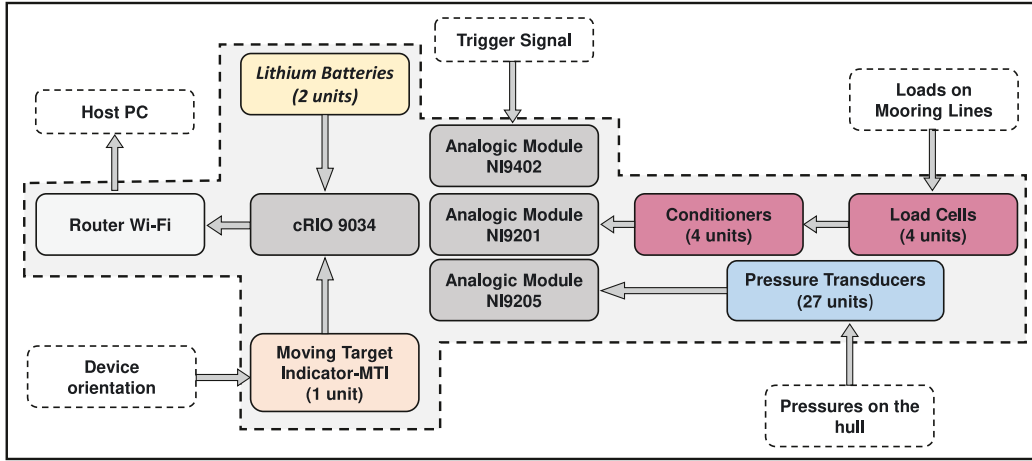 Lithium Batteries
(2 units)
Trigger Signal
Host PC
Loads on
Mooring Lines
Analogic Module
NI9402
Router Wi-Fi
cRIO 9034
Analogic Module
NI9201
Conditioners
(4 units)
Load Cells
(4 units)
Analogic Module
NI9205
Pressure Transducers
(27 units)
Device
orientation
Moving Target
Indicator-MTI
(1 unit)
Pressures on the
hull